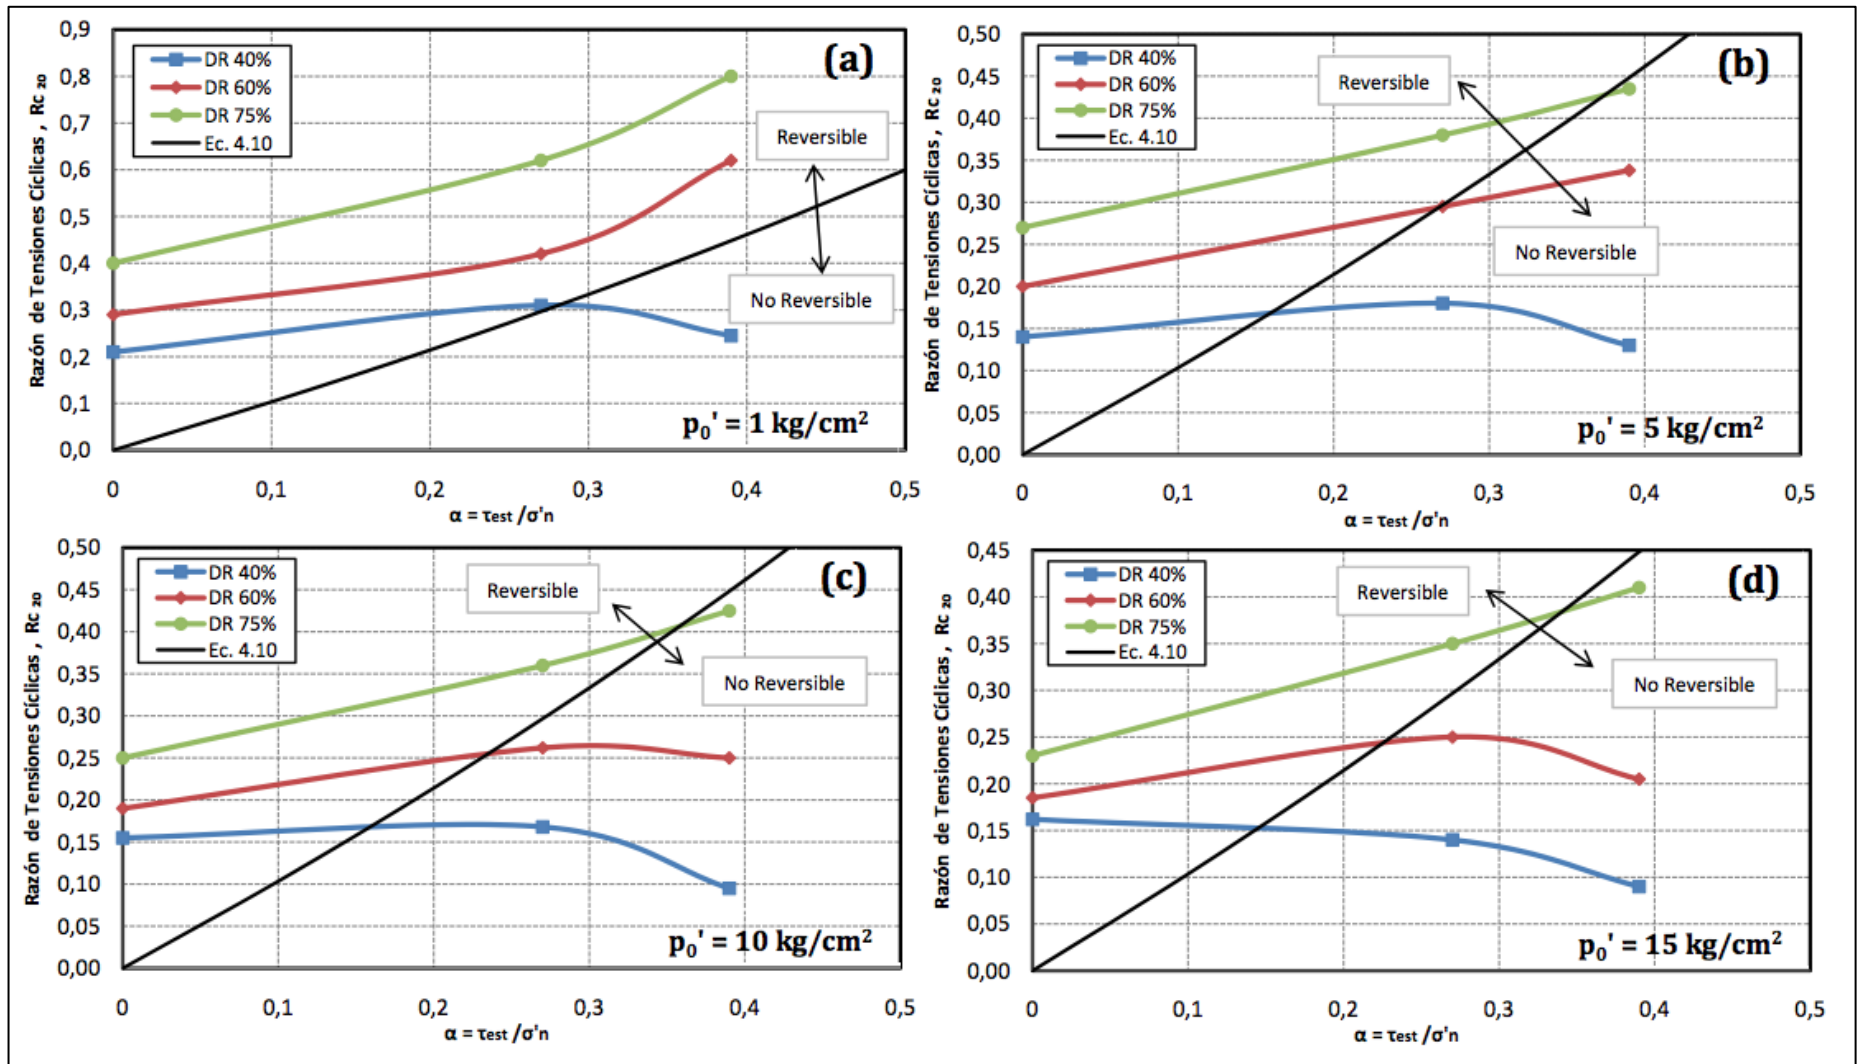 (a)
DR 40%
DR 60%
DR 75%
Ec. 4.10
Reversible
No Reversible
p₀' = 1 kg/cm²
Razón de Tensiones Cíclicas , Rc ₂₀
0,9
0,8
0,7
0,6
0,5
0,4
0,3
0,2
0,1
0,0
0 0,1 0,2 0,3 0,4 0,5
α = τest /σ'n
(b)
DR 40%
DR 60%
DR 75%
Ec. 4.10
Reversible
No Reversible
p₀' = 5 kg/cm²
Razón de Tensiones Cíclicas , Rc ₂₀
0,50
0,45
0,40
0,35
0,30
0,25
0,20
0,15
0,10
0,05
0,00
0 0,1 0,2 0,3 0,4 0,5
α = τest /σ'n
(c)
DR 40%
DR 60%
DR 75%
Ec. 4.10
Reversible
No Reversible
p₀' = 10 kg/cm²
Razón de Tensiones Cíclicas , Rc ₂₀
0,50
0,45
0,40
0,35
0,30
0,25
0,20
0,15
0,10
0,05
0,00
0 0,1 0,2 0,3 0,4 0,5
α = τest /σ'n
(d)
DR 40%
DR 60%
DR 75%
Ec. 4.10
Reversible
No Reversible
p₀' = 15 kg/cm²
Razón de Tensiones Cíclicas , Rc ₂₀
0,45
0,40
0,35
0,30
0,25
0,20
0,15
0,10
0,05
0,00
0 0,1 0,2 0,3 0,4 0,5
α = τest /σ'n